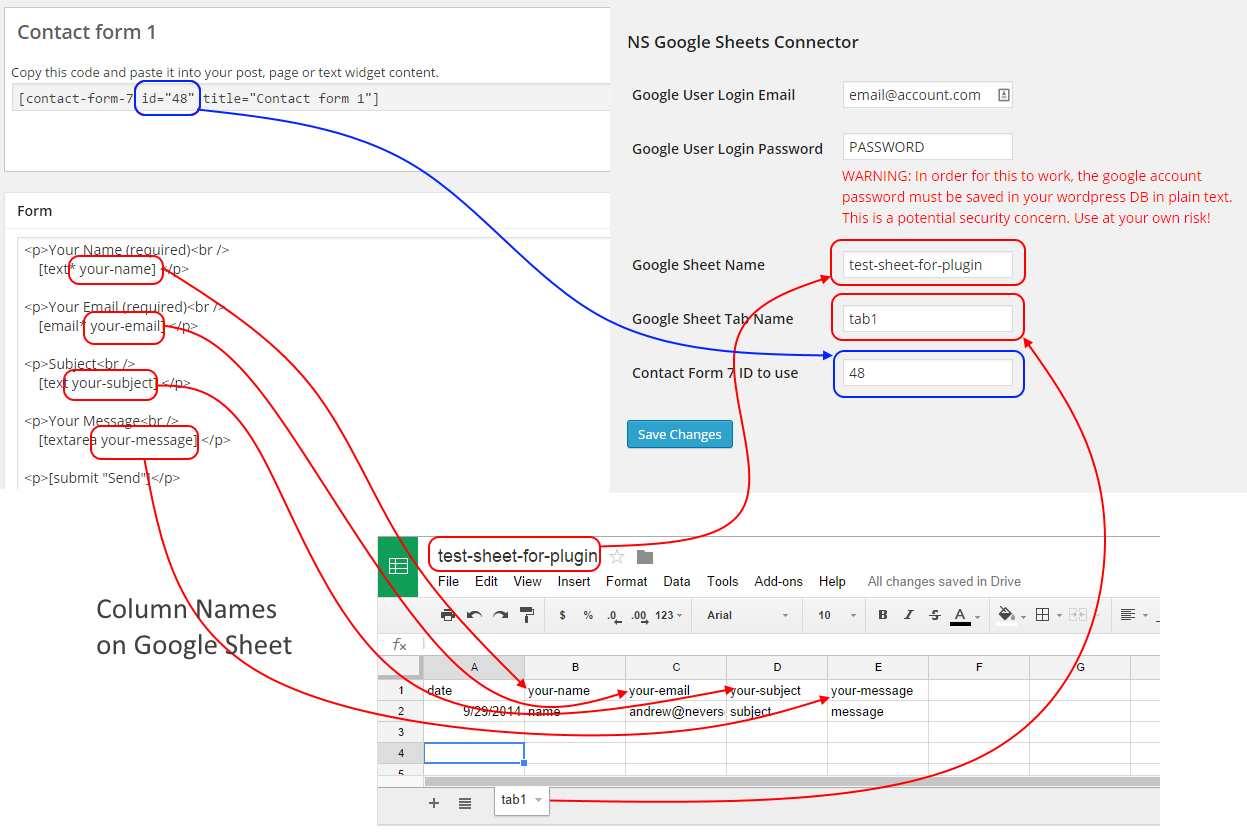 Contact form 1
Copy this code and paste it into your post, page or text widget content.
[contact-form-7 id="48" title="Contact form 1"]
Form
<p>Your Name (required)<br />
[text* your-name] </p>
<p>Your Email (required)<br />
[email* your-email] </p>
<p>Subject<br />
[text your-subject] </p>
<p>Your Message<br />
[textarea your-message] </p>
<p>[submit "Send"]</p>
NS Google Sheets Connector
Google User Login Email
email@account.com
Google User Login Password
PASSWORD
WARNING: In order for this to work, the google account
password must be saved in your wordpress DB in plain text.
This is a potential security concern. Use at your own risk!
Google Sheet Name
test-sheet-for-plugin
Google Sheet Tab Name
tab1
Contact Form 7 ID to use
48
Save Changes
Column Names
on Google Sheet
test-sheet-for-plugin
File Edit View Insert Format Data Tools Add-ons Help All changes saved in Drive
$ % .0 .00 123 Arial 10 B I S A
fx
A B C D E F G
1 date your-name your-email your-subject your-message
2 9/29/2014 name andrew@nevers subject message
3
4
5
+ tab1